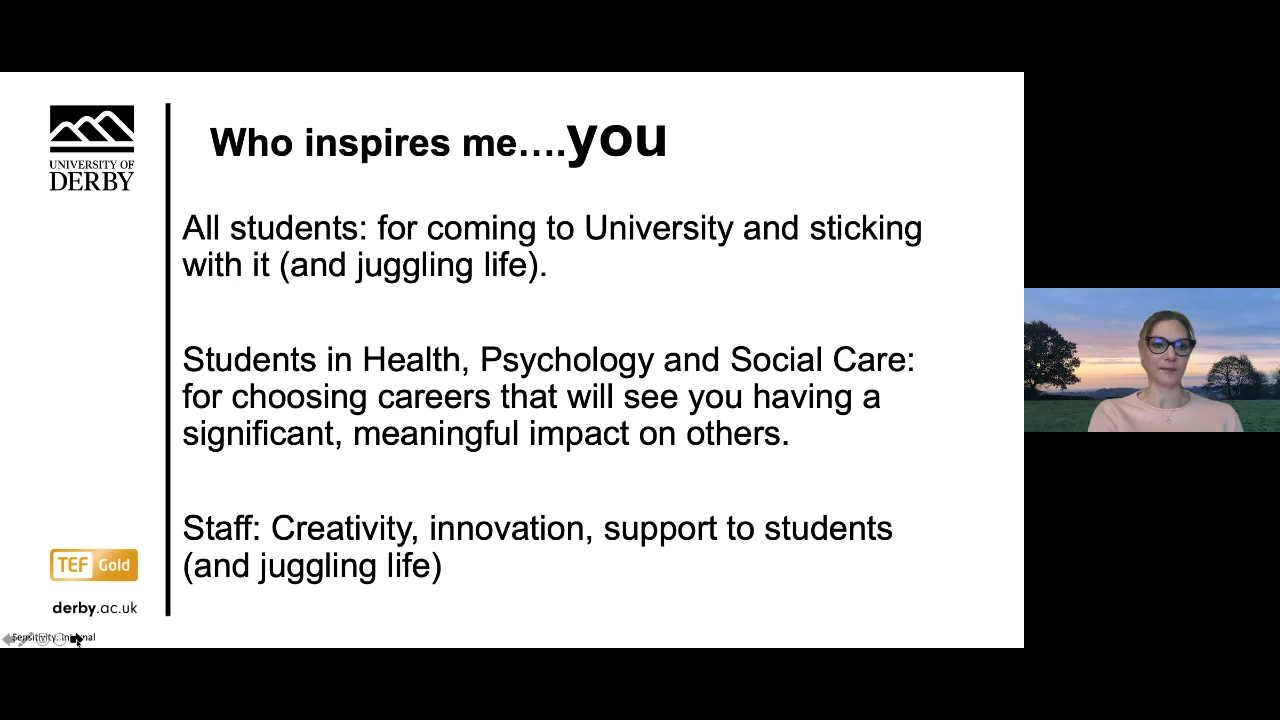 UNIVERSITY OF
DERBY
Who inspires me….you
All students: for coming to University and sticking
with it (and juggling life).
Students in Health, Psychology and Social Care:
for choosing careers that will see you having a
significant, meaningful impact on others.
Staff: Creativity, innovation, support to students
(and juggling life)
TEF Gold
derby.ac.uk
Sensitivity: